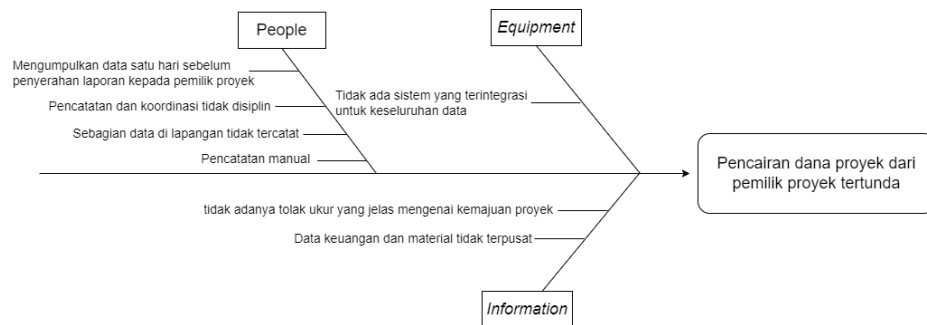 People
Equipment
Mengumpulkan data satu hari sebelum
penyerahan laporan kepada pemilik proyek
Pencatatan dan koordinasi tidak disiplin
Sebagian data di lapangan tidak tercatat
Pencatatan manual
Tidak ada sistem yang terintegrasi
untuk keseluruhan data
Pencairan dana proyek dari
pemilik proyek tertunda
tidak adanya tolak ukur yang jelas mengenai kemajuan proyek
Data keuangan dan material tidak terpusat
Information